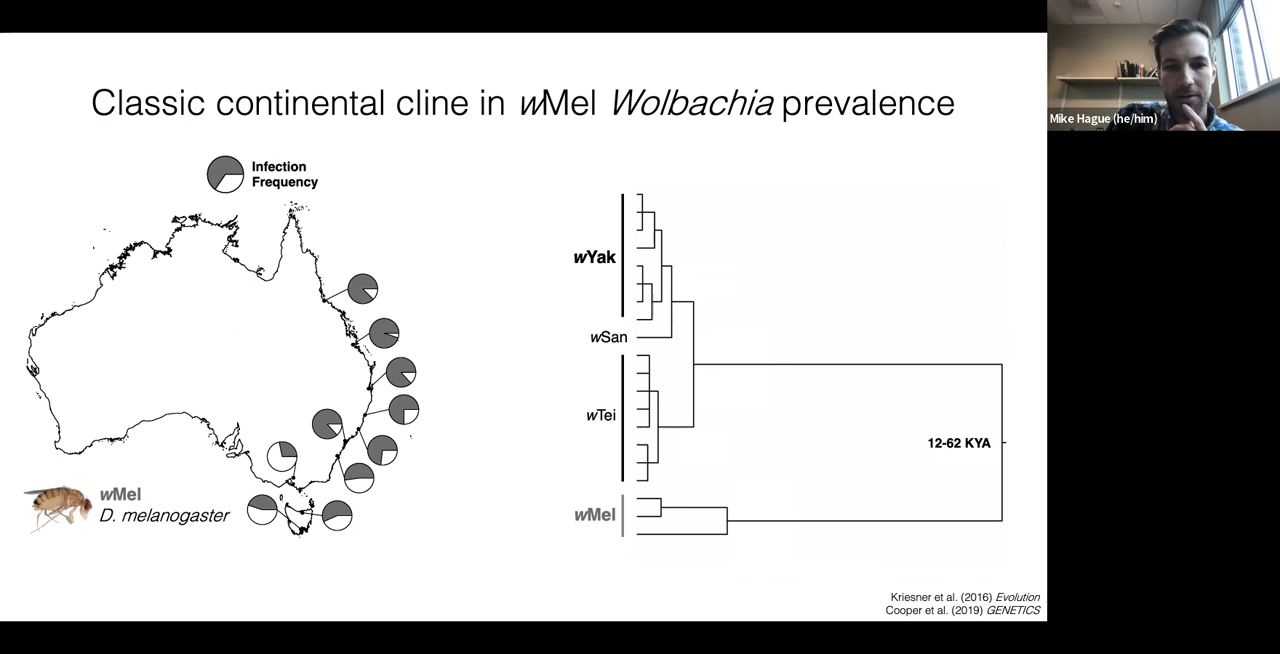 Classic continental cline in wMel Wolbachia prevalence
Mike Hague (he/him)
Infection
Frequency
wMel
D. melanogaster
wYak
wSan
wTei
wMel
12-62 KYA
Kriesner et al. (2016) Evolution
Cooper et al. (2019) GENETICS